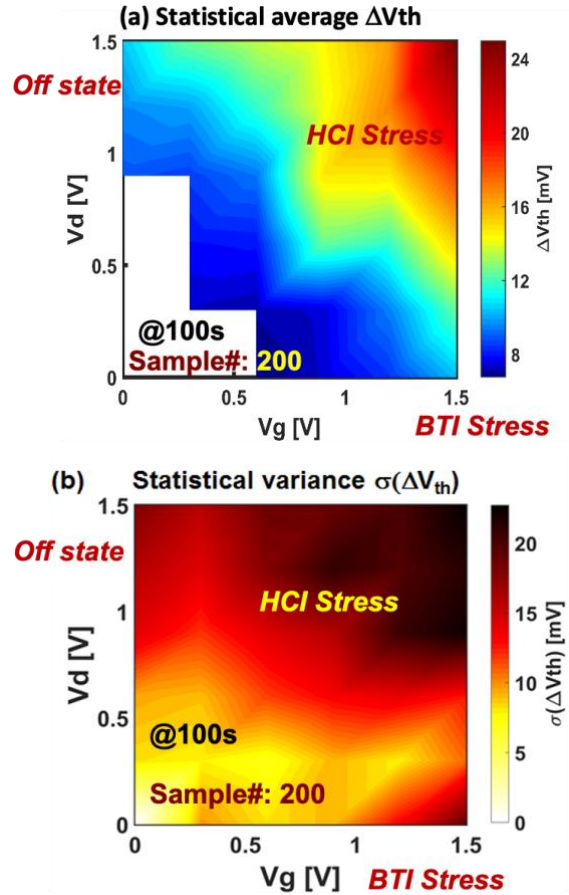 (a) Statistical average ΔVth
1.5
Off state
1
HCI Stress
Vd [V]
0.5
@100s
Sample#: 200
0
0 0.5 1 1.5
Vg [V]
BTI Stress
24
20
16
12
8
ΔVth [mV]
(b) Statistical variance σ(ΔVth)
1.5
Off state
1
HCI Stress
Vd [V]
0.5
@100s
Sample#: 200
0
0 0.5 1 1.5
Vg [V]
BTI Stress
20
15
10
5
0
σ(ΔVth) [mV]